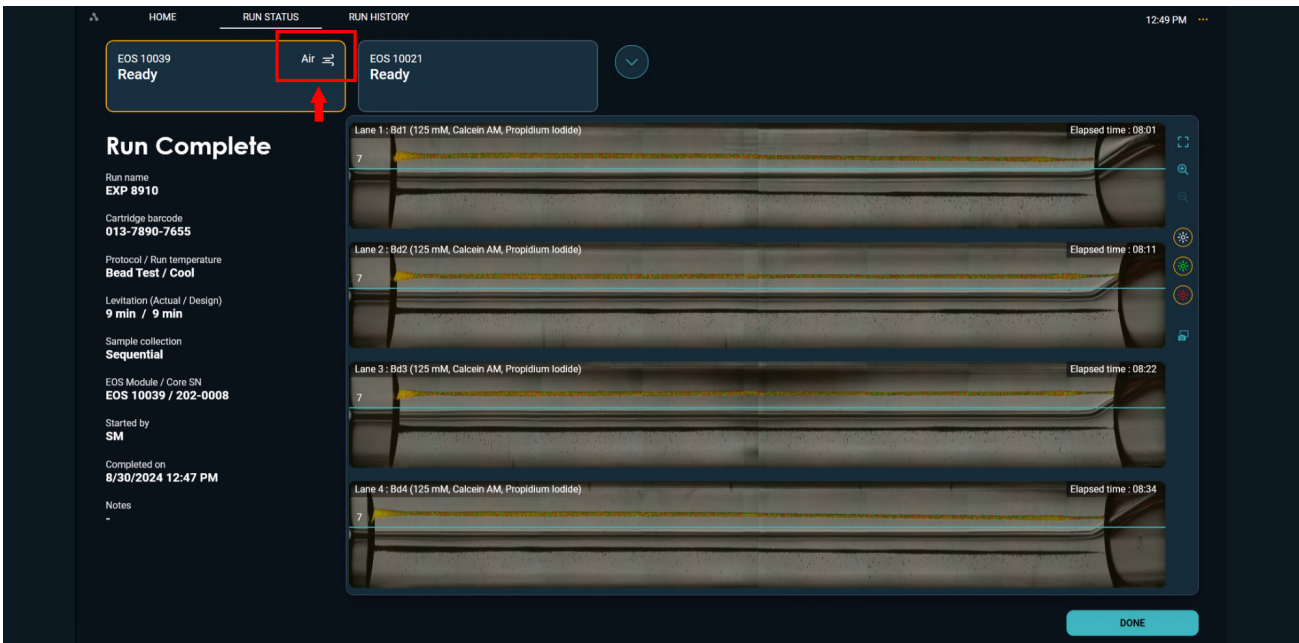 HOME RUN STATUS RUN HISTORY 12:49 PM
EOS 10039 Air
Ready
EOS 10021
Ready
Run Complete
Run name
EXP 8910
Cartridge barcode
013-7890-7655
Protocol / Run temperature
Bead Test / Cool
Levitation (Actual / Design)
9 min / 9 min
Sample collection
Sequential
EOS Module / Core SN
EOS 10039 / 202-0008
Started by
SM
Completed on
8/30/2024 12:47 PM
Notes
-
Lane 1 : Bd1 (125 mM, Calcein AM, Propidium Iodide) Elapsed time : 08:01
7
Lane 2 : Bd2 (125 mM, Calcein AM, Propidium Iodide) Elapsed time : 08:11
7
Lane 3 : Bd3 (125 mM, Calcein AM, Propidium Iodide) Elapsed time : 08:22
7
Lane 4 : Bd4 (125 mM, Calcein AM, Propidium Iodide) Elapsed time : 08:34
7
DONE